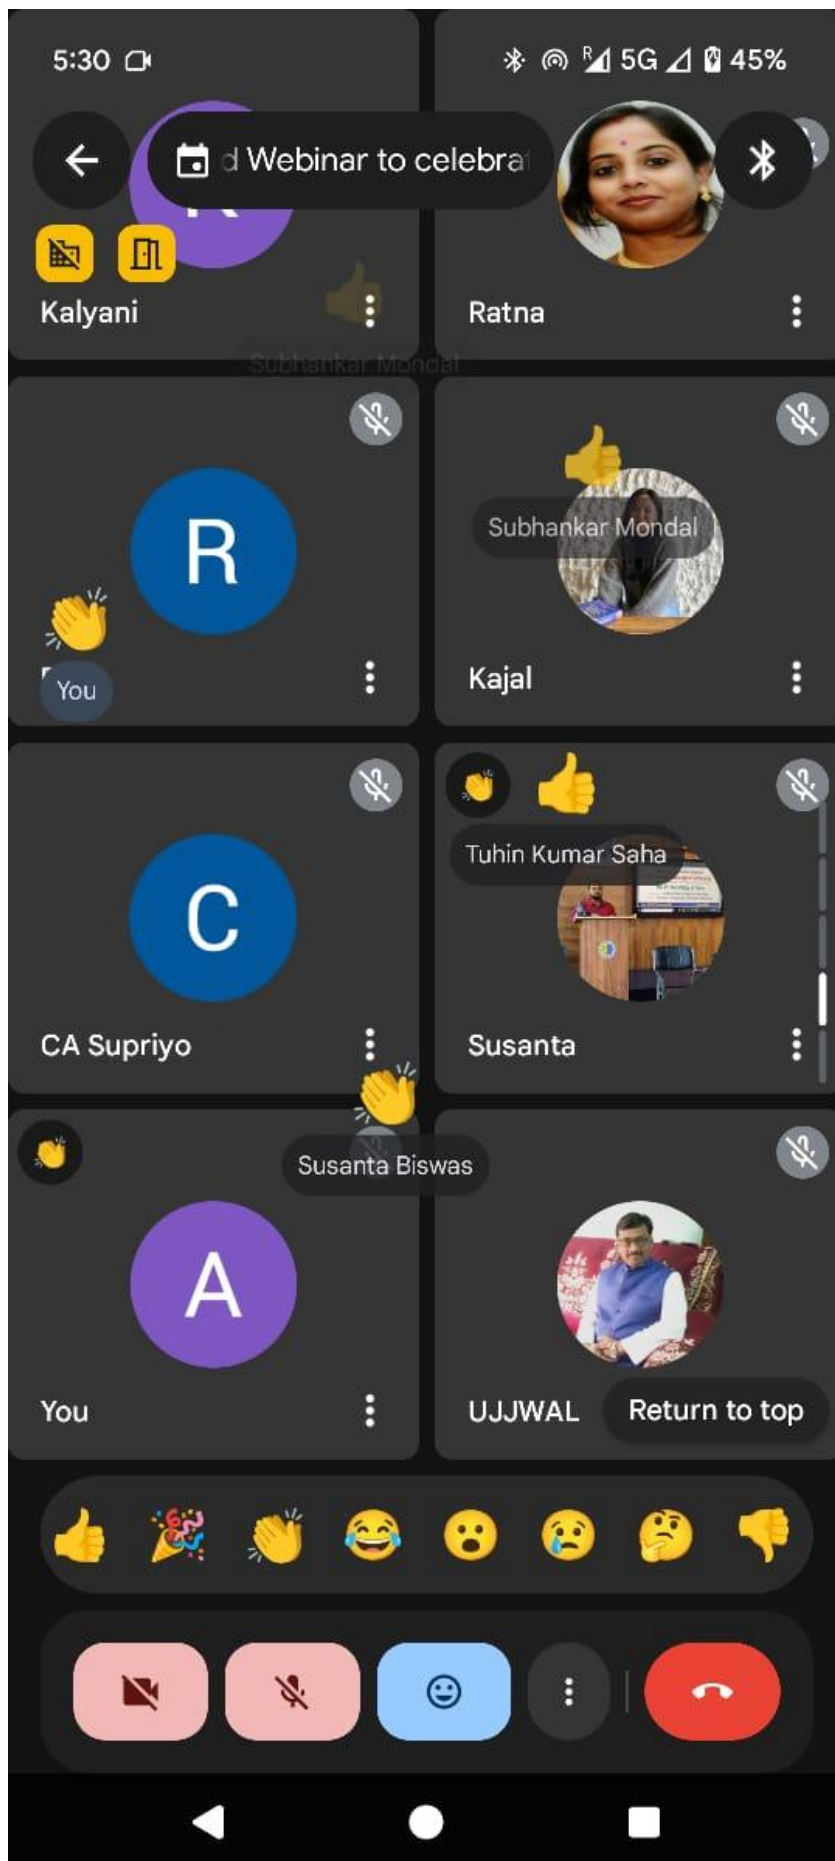 5:30
R 5G 45%
d Webinar to celebra
Kalyani
Ratna
Subhankar Mondal
R
Subhankar Mondal
You
Kajal
C
Tuhin Kumar Saha
CA Supriyo
Susanta
Susanta Biswas
A
You
UJJWAL
Return to top